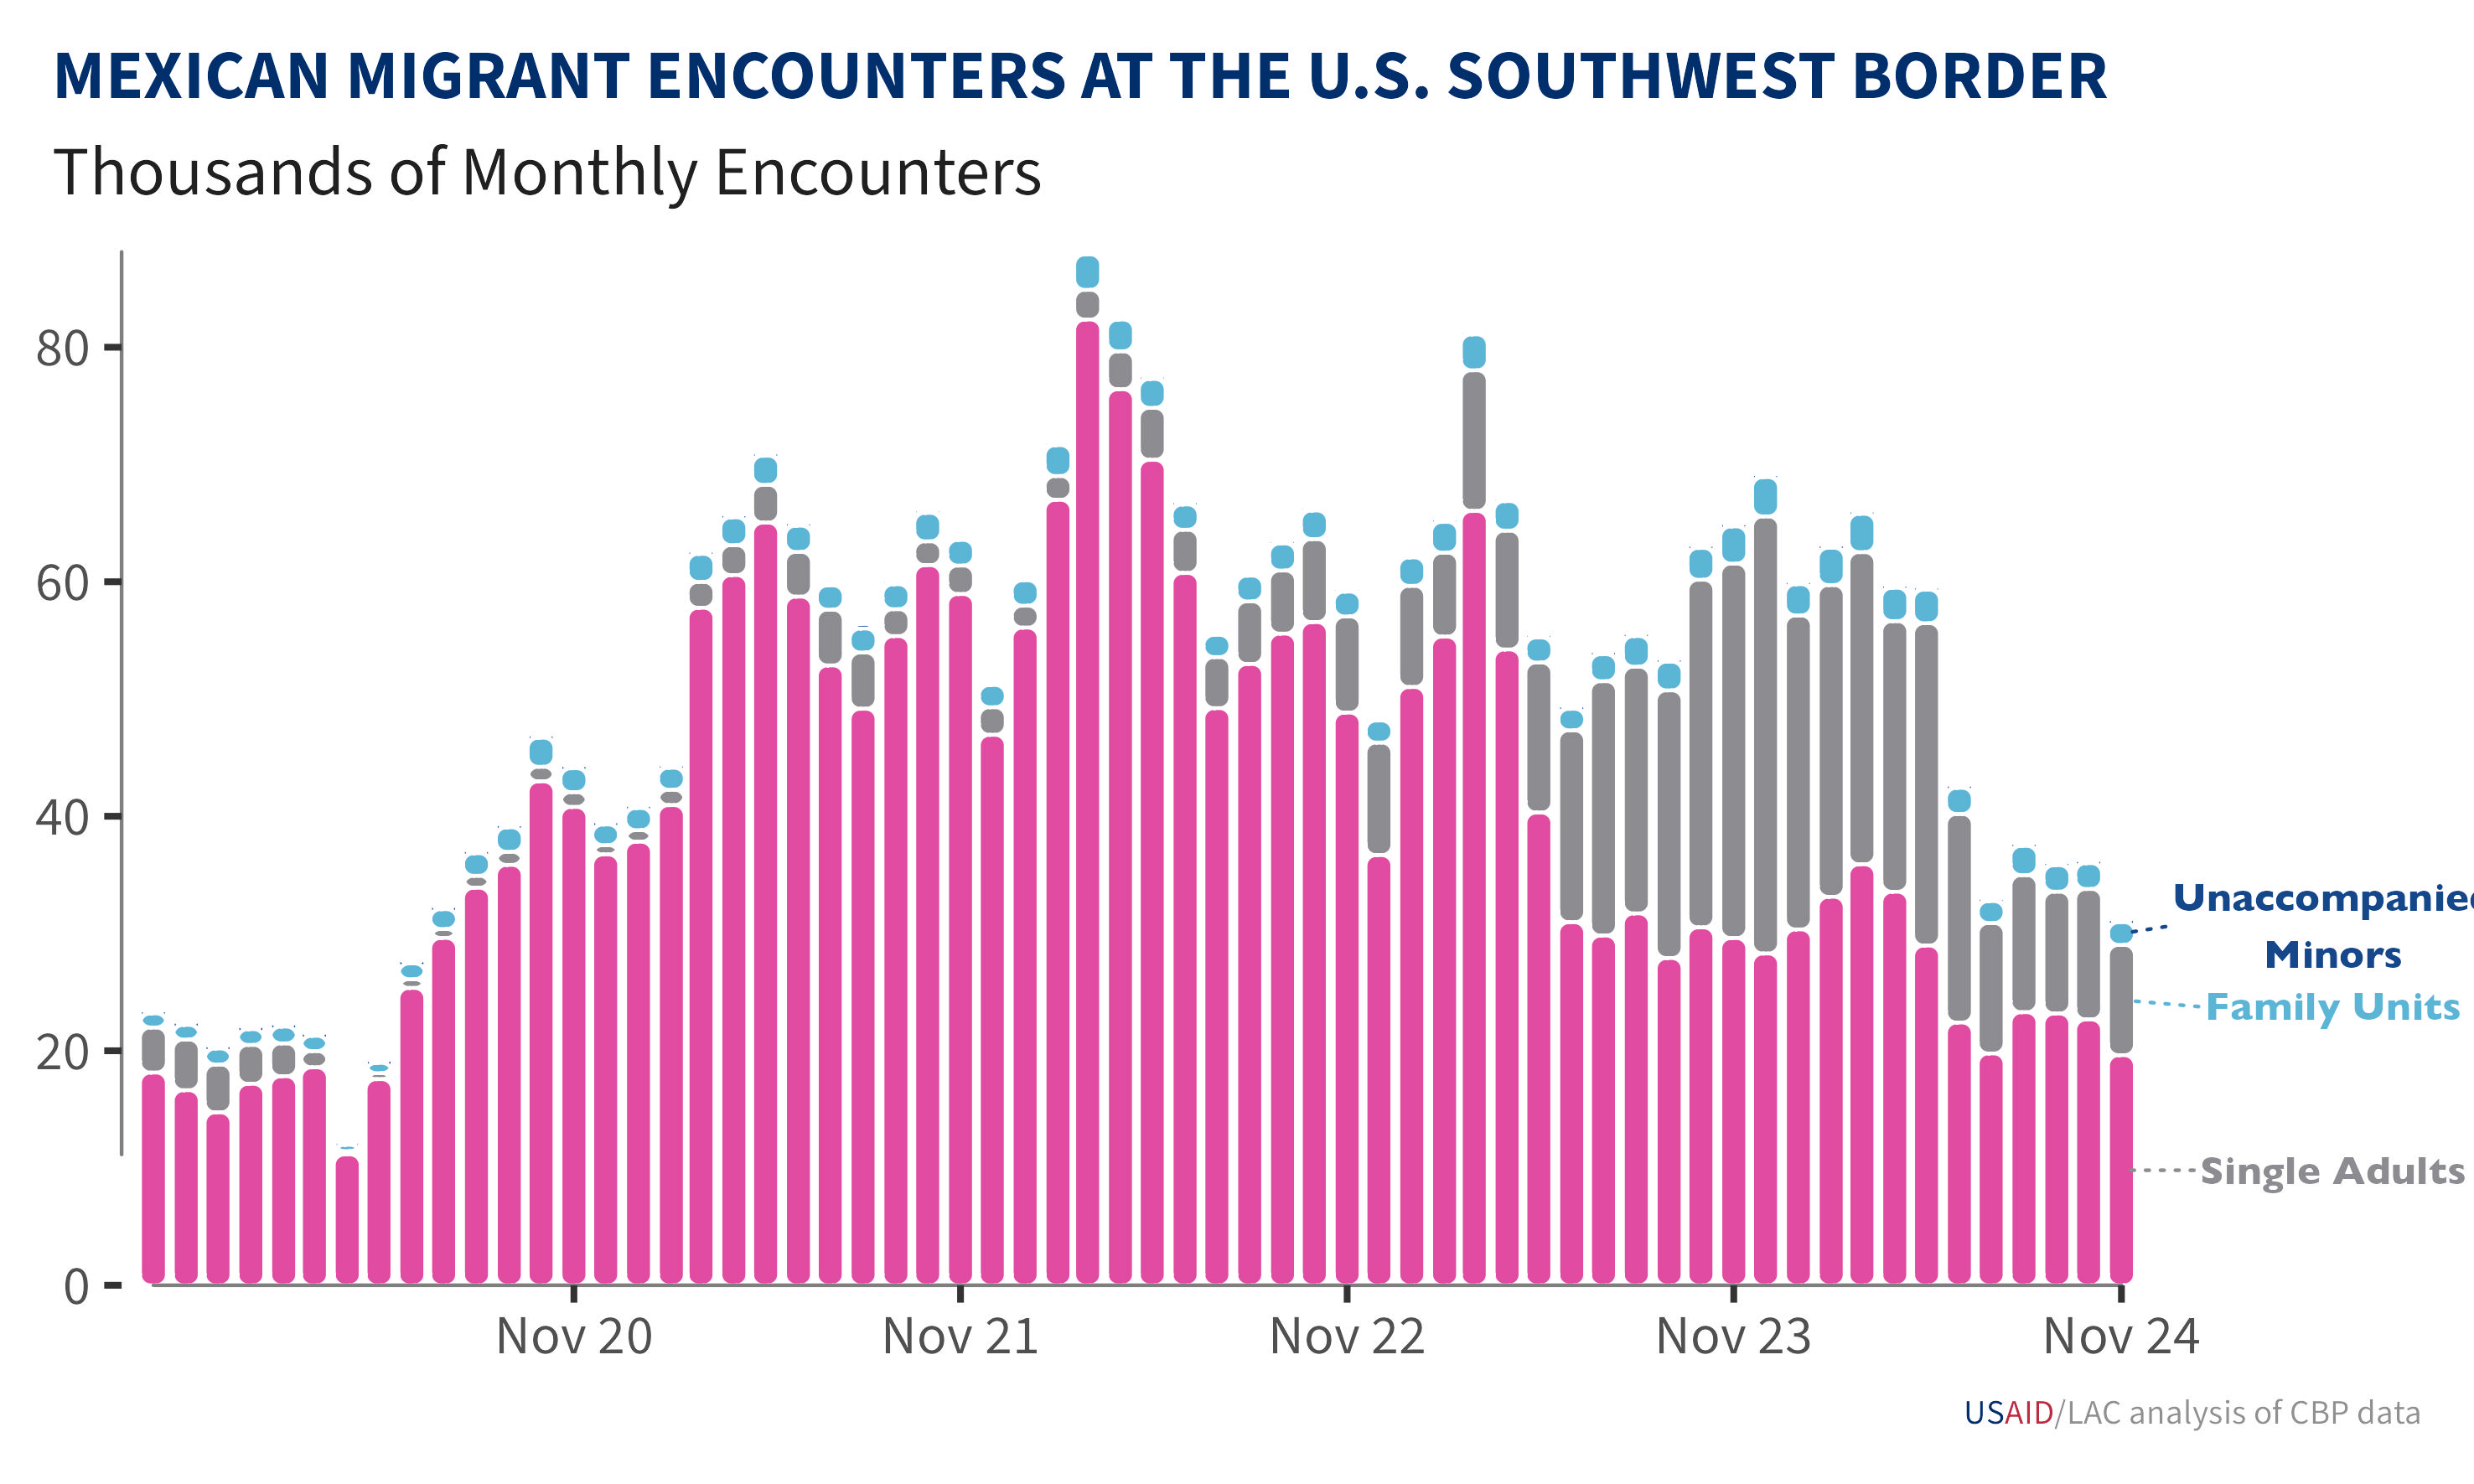 MEXICAN MIGRANT ENCOUNTERS AT THE U.S. SOUTHWEST BORDER
Thousands of Monthly Encounters
80
60
40
20
0
Unaccompanied
Minors
Family Units
Single Adults
Nov 20 Nov 21 Nov 22 Nov 23 Nov 24
USAID/LAC analysis of CBP data